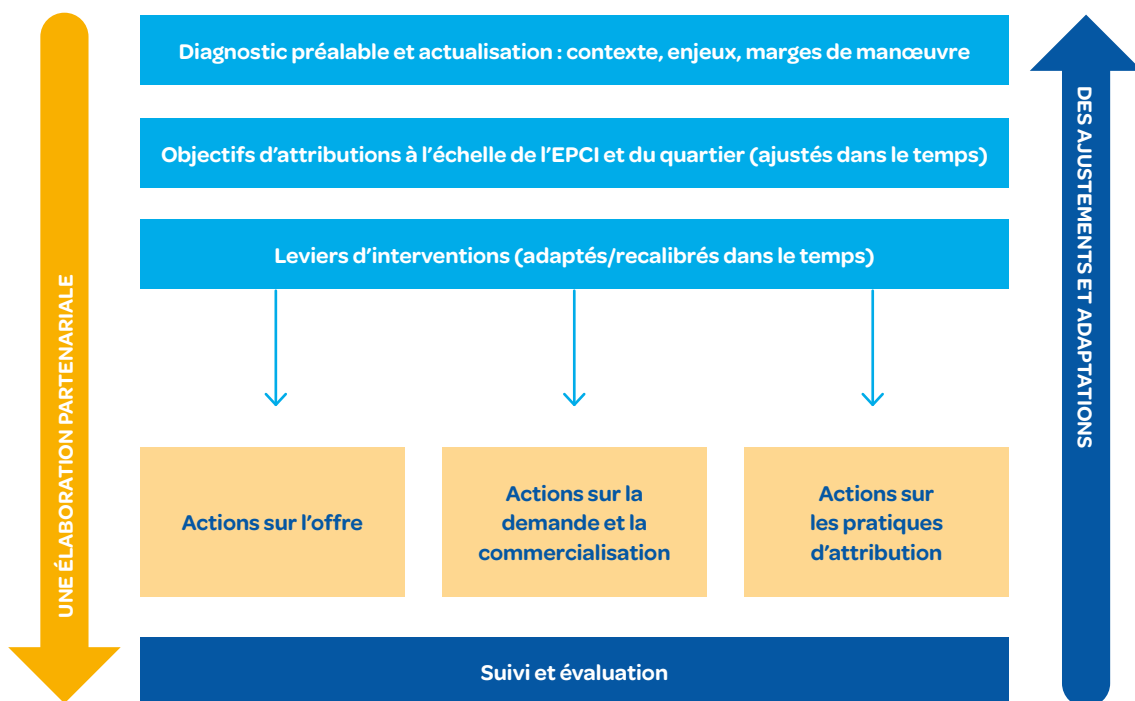 Diagnostic préalable et actualisation : contexte, enjeux, marges de manœuvre
Objectifs d’attributions à l’échelle de l’EPCI et du quartier (ajustés dans le temps)
Leviers d’interventions (adaptés/recalibrés dans le temps)
Actions sur l’offre
Actions sur la
demande et la
commercialisation
Actions sur
les pratiques
d’attribution
Suivi et évaluation
UNE ÉLABORATION PARTENARIALE
DES AJUSTEMENTS ET ADAPTATIONS